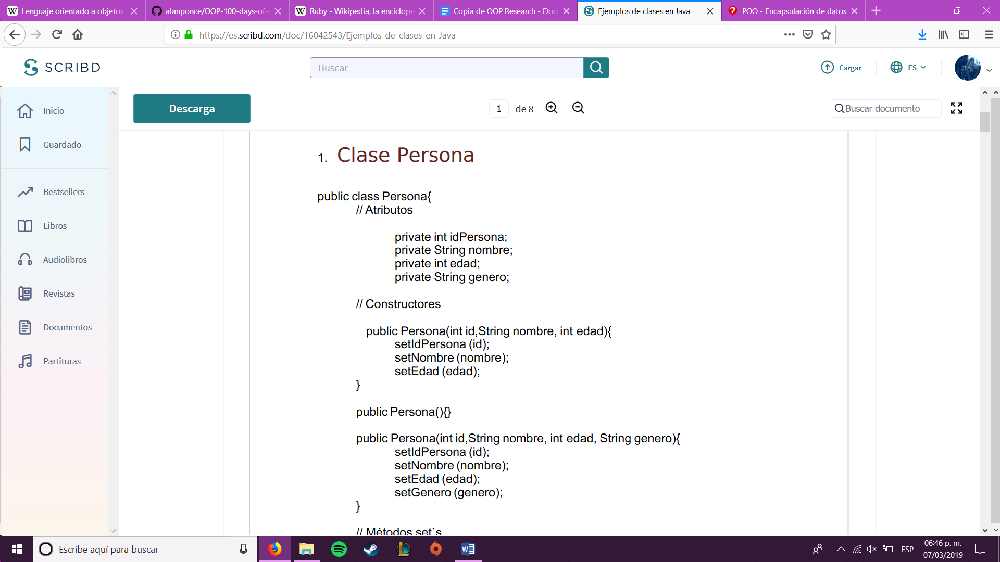 Lenguaje orientado a objetos
alanponce/OOP-100-days-of-c
Ruby - Wikipedia, la enciclope
Copia de OOP Research - Docu
Ejemplos de clases en Java
POO - Encapsulación de datos
https://es.scribd.com/doc/16042543/Ejemplos-de-clases-en-Java
SCRIBD
Buscar
Cargar
ES
Inicio
Guardado
Bestsellers
Libros
Audiolibros
Revistas
Documentos
Partituras
Descarga
1 de 8
Buscar documento
1. Clase Persona
public class Persona{
// Atributos
private int idPersona;
private String nombre;
private int edad;
private String genero;
// Constructores
public Persona(int id,String nombre, int edad){
setIdPersona (id);
setNombre (nombre);
setEdad (edad);
}
public Persona(){}
public Persona(int id,String nombre, int edad, String genero){
setIdPersona (id);
setNombre (nombre);
setEdad (edad);
setGenero (genero);
}
// Métodos set`s
Escribe aquí para buscar
ESP
06:46 p. m.
07/03/2019